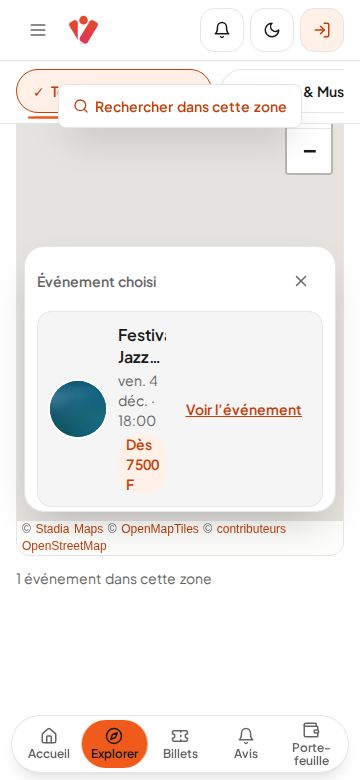 ✓ T
& Mus
Rechercher dans cette zone
−
Événement choisi
Festiv
Jazz…
ven. 4
déc. ·
18:00
Dès
7500
F
Voir l’événement
© Stadia Maps © OpenMapTiles © contributeurs
OpenStreetMap
1 événement dans cette zone
Accueil
Explorer
Billets
Avis
Porte-
feuille